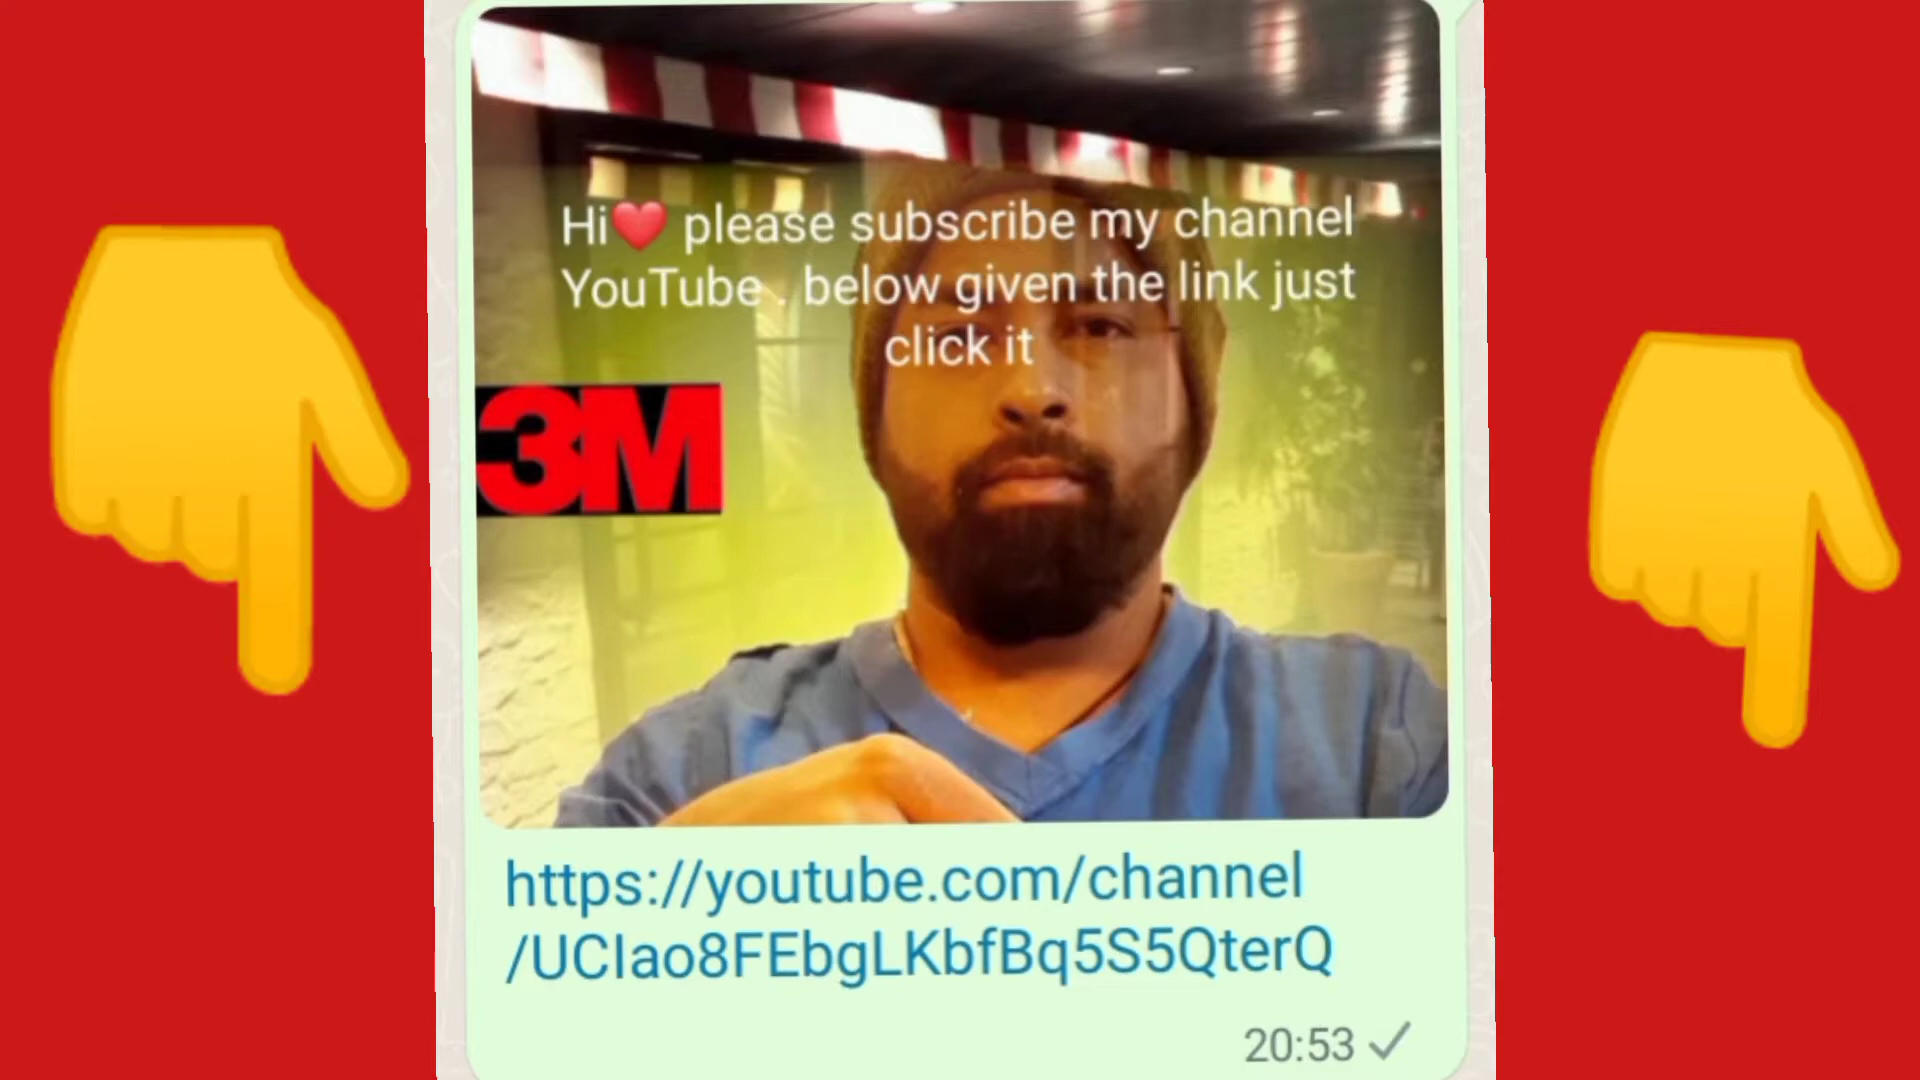 Hi❤️ please subscribe my channel
YouTube . below given the link just
click it
3M
https://youtube.com/channel
/UCIao8FEbgLKbfBq5S5QterQ
20:53